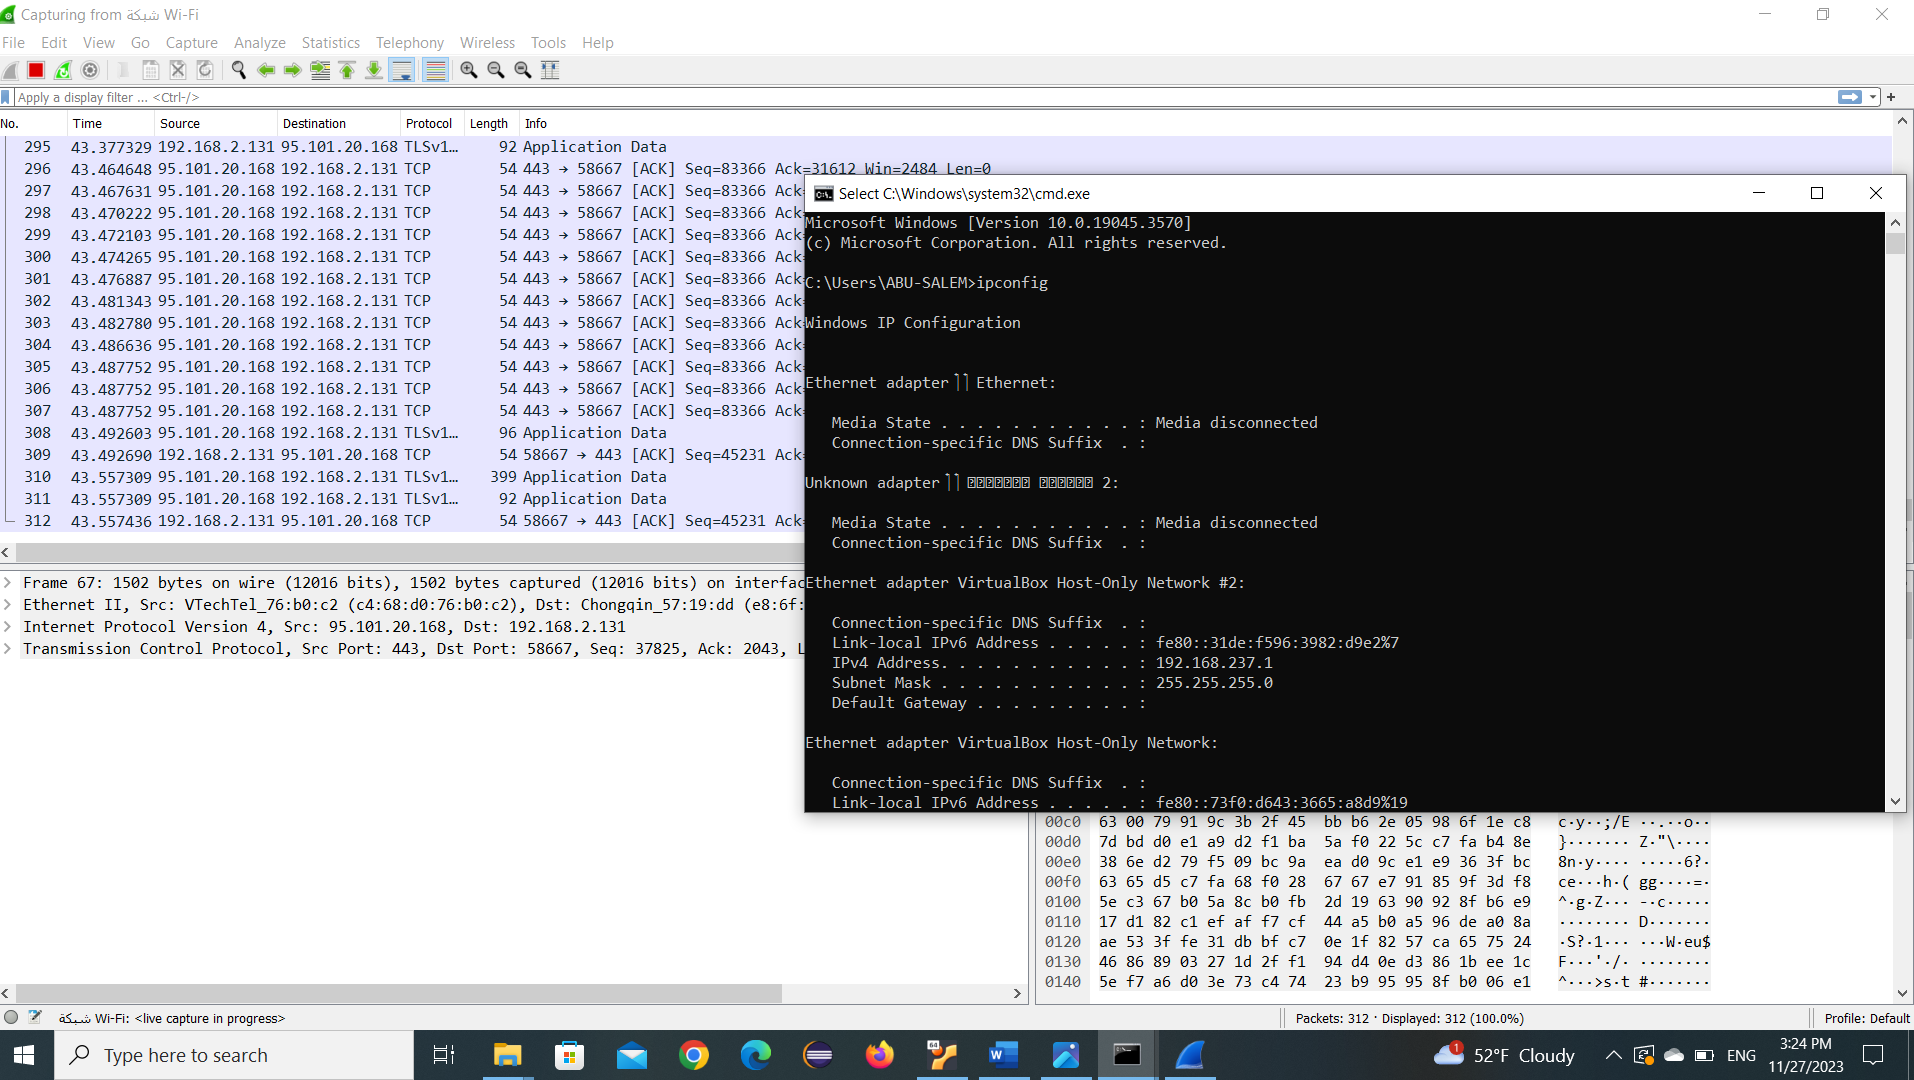 Capturing from شبكة Wi-Fi
File Edit View Go Capture Analyze Statistics Telephony Wireless Tools Help
Apply a display filter ... <Ctrl-/>
No. Time Source Destination Protocol Length Info
295 43.377329 192.168.2.131 95.101.20.168 TLSv1… 92 Application Data
296 43.464648 95.101.20.168 192.168.2.131 TCP 54 443 → 58667 [ACK] Seq=83366 Ack=31612 Win=2484 Len=0
297 43.467631 95.101.20.168 192.168.2.131 TCP 54 443 → 58667 [ACK] Seq=83366 Ack=
298 43.470222 95.101.20.168 192.168.2.131 TCP 54 443 → 58667 [ACK] Seq=83366 Ack=
299 43.472103 95.101.20.168 192.168.2.131 TCP 54 443 → 58667 [ACK] Seq=83366 Ack=
300 43.474265 95.101.20.168 192.168.2.131 TCP 54 443 → 58667 [ACK] Seq=83366 Ack=
301 43.476887 95.101.20.168 192.168.2.131 TCP 54 443 → 58667 [ACK] Seq=83366 Ack=
302 43.481343 95.101.20.168 192.168.2.131 TCP 54 443 → 58667 [ACK] Seq=83366 Ack=
303 43.482780 95.101.20.168 192.168.2.131 TCP 54 443 → 58667 [ACK] Seq=83366 Ack=
304 43.486636 95.101.20.168 192.168.2.131 TCP 54 443 → 58667 [ACK] Seq=83366 Ack=
305 43.487752 95.101.20.168 192.168.2.131 TCP 54 443 → 58667 [ACK] Seq=83366 Ack=
306 43.487752 95.101.20.168 192.168.2.131 TCP 54 443 → 58667 [ACK] Seq=83366 Ack=
307 43.487752 95.101.20.168 192.168.2.131 TCP 54 443 → 58667 [ACK] Seq=83366 Ack=
308 43.492603 95.101.20.168 192.168.2.131 TLSv1… 96 Application Data
309 43.492690 192.168.2.131 95.101.20.168 TCP 54 58667 → 443 [ACK] Seq=45231 Ack=
310 43.557309 95.101.20.168 192.168.2.131 TLSv1… 399 Application Data
311 43.557309 95.101.20.168 192.168.2.131 TLSv1… 92 Application Data
312 43.557436 192.168.2.131 95.101.20.168 TCP 54 58667 → 443 [ACK] Seq=45231 Ack=
Frame 67: 1502 bytes on wire (12016 bits), 1502 bytes captured (12016 bits) on interfac
Ethernet II, Src: VTechTel_76:b0:c2 (c4:68:d0:76:b0:c2), Dst: Chongqin_57:19:dd (e8:6f:
Internet Protocol Version 4, Src: 95.101.20.168, Dst: 192.168.2.131
Transmission Control Protocol, Src Port: 443, Dst Port: 58667, Seq: 37825, Ack: 2043, L
Select C:\Windows\system32\cmd.exe
Microsoft Windows [Version 10.0.19045.3570]
(c) Microsoft Corporation. All rights reserved.
C:\Users\ABU-SALEM>ipconfig
Windows IP Configuration
Ethernet adapter Ethernet:
Media State . . . . . . . . . . . : Media disconnected
Connection-specific DNS Suffix . :
Unknown adapter 2:
Media State . . . . . . . . . . . : Media disconnected
Connection-specific DNS Suffix . :
Ethernet adapter VirtualBox Host-Only Network #2:
Connection-specific DNS Suffix . :
Link-local IPv6 Address . . . . . : fe80::31de:f596:3982:d9e2%7
IPv4 Address. . . . . . . . . . . : 192.168.237.1
Subnet Mask . . . . . . . . . . . : 255.255.255.0
Default Gateway . . . . . . . . . :
Ethernet adapter VirtualBox Host-Only Network:
Connection-specific DNS Suffix . :
Link-local IPv6 Address . . . . . : fe80::73f0:d643:3665:a8d9%19
00c0 63 00 79 91 9c 3b 2f 45 bb b6 2e 05 98 6f 1e c8 c·y··;/E ··.··o··
00d0 7d bd d0 e1 a9 d2 f1 ba 5a f0 22 5c c7 fa b4 8e }······· Z·"\····
00e0 38 6e d2 79 f5 09 bc 9a ea d0 9c e1 e9 36 3f bc 8n·y···· ·····6?·
00f0 63 65 d5 c7 fa 68 f0 28 67 67 e7 91 85 9f 3d f8 ce···h·( gg····=·
0100 5e c3 67 b0 5a 8c b0 fb 2d 19 63 90 92 8f b6 e9 ^·g·Z··· -·c·····
0110 17 d1 82 c1 ef af f7 cf 44 a5 b0 a5 96 de a0 8a ········ D·······
0120 ae 53 3f fe 31 db bf c7 0e 1f 82 57 ca 65 75 24 ·S?·1··· ···W·eu$
0130 46 86 89 03 27 1d 2f f1 94 d4 0e d3 86 1b ee 1c F···'·/· ········
0140 5e f7 a6 d0 3e 73 c4 74 23 b9 95 95 8f b0 06 e1 ^···>s·t #·······
شبكة Wi-Fi: <live capture in progress>
Packets: 312 · Displayed: 312 (100.0%)
Profile: Default
Type here to search
64
1
52°F Cloudy
ENG
3:24 PM
11/27/2023